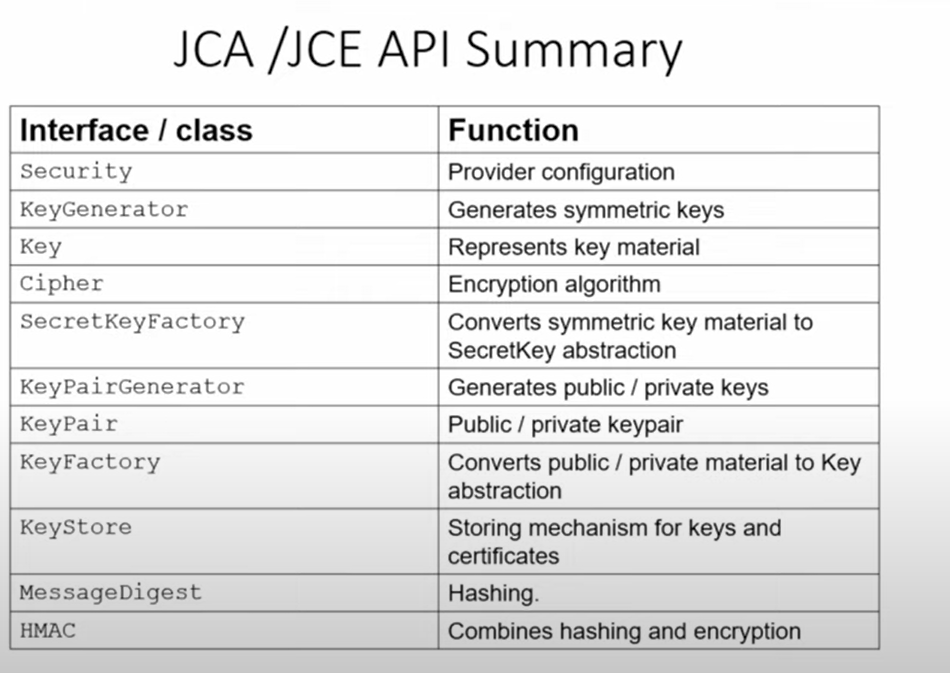 JCA /JCE API Summary
Interface / class Function
Security Provider configuration
KeyGenerator Generates symmetric keys
Key Represents key material
Cipher Encryption algorithm
SecretKeyFactory Converts symmetric key material to
SecretKey abstraction
KeyPairGenerator Generates public / private keys
KeyPair Public / private keypair
KeyFactory Converts public / private material to Key
abstraction
KeyStore Storing mechanism for keys and
certificates
MessageDigest Hashing.
HMAC Combines hashing and encryption